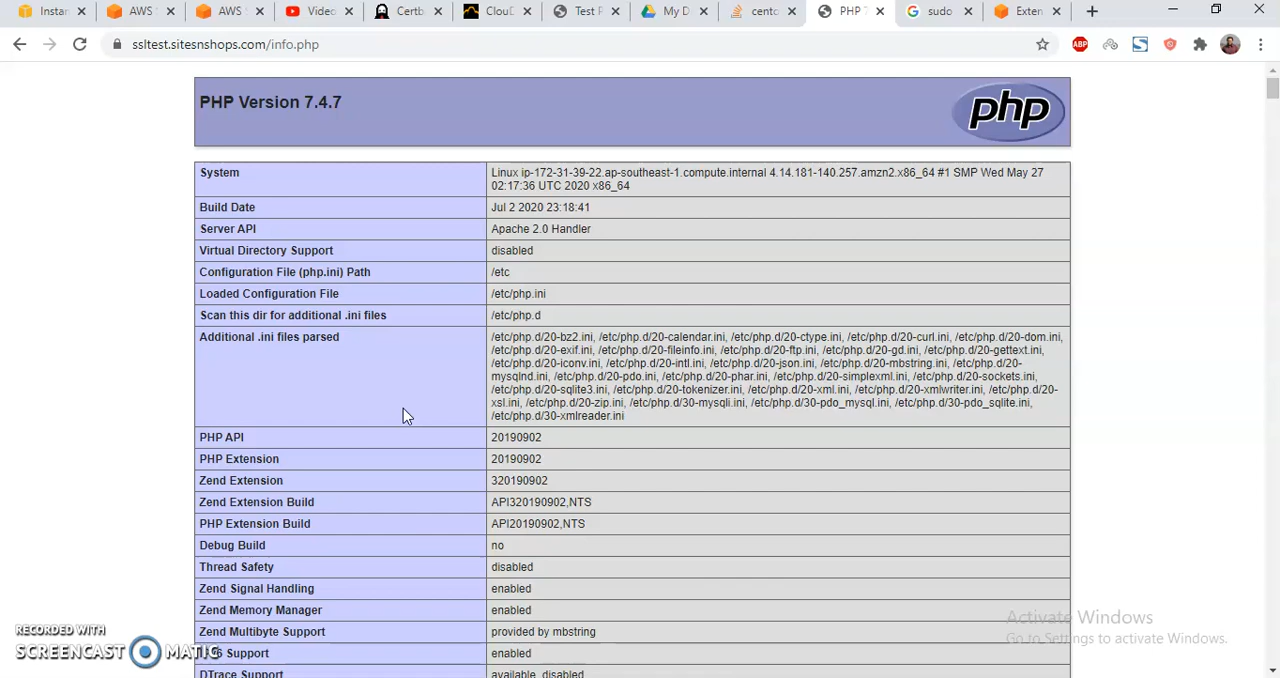 Instan
AWS
AWS
Video
Certb
Cloud
Test P
My D
cento
PHP
sudo
Exten
ssltest.sitesnshops.com/info.php
ABP
PHP Version 7.4.7
php
System
Linux ip-172-31-39-22.ap-southeast-1.compute.internal 4.14.181-140.257.amzn2.x86_64 #1 SMP Wed May 27
02:17:36 UTC 2020 x86_64
Build Date
Jul 2 2020 23:18:41
Server API
Apache 2.0 Handler
Virtual Directory Support
disabled
Configuration File (php.ini) Path
/etc
Loaded Configuration File
/etc/php.ini
Scan this dir for additional .ini files
/etc/php.d
Additional .ini files parsed
/etc/php.d/20-bz2.ini, /etc/php.d/20-calendar.ini, /etc/php.d/20-ctype.ini, /etc/php.d/20-curl.ini, /etc/php.d/20-dom.ini,
/etc/php.d/20-exif.ini, /etc/php.d/20-fileinfo.ini, /etc/php.d/20-ftp.ini, /etc/php.d/20-gd.ini, /etc/php.d/20-gettext.ini,
/etc/php.d/20-iconv.ini, /etc/php.d/20-intl.ini, /etc/php.d/20-json.ini, /etc/php.d/20-mbstring.ini, /etc/php.d/20-
mysqlnd.ini, /etc/php.d/20-pdo.ini, /etc/php.d/20-phar.ini, /etc/php.d/20-simplexml.ini, /etc/php.d/20-sockets.ini,
/etc/php.d/20-sqlite3.ini, /etc/php.d/20-tokenizer.ini, /etc/php.d/20-xml.ini, /etc/php.d/20-xmlwriter.ini, /etc/php.d/20-
xsl.ini, /etc/php.d/20-zip.ini, /etc/php.d/30-mysqli.ini, /etc/php.d/30-pdo_mysql.ini, /etc/php.d/30-pdo_sqlite.ini,
/etc/php.d/30-xmlreader.ini
PHP API
20190902
PHP Extension
20190902
Zend Extension
320190902
Zend Extension Build
API320190902,NTS
PHP Extension Build
API20190902,NTS
Debug Build
no
Thread Safety
disabled
Zend Signal Handling
enabled
Zend Memory Manager
enabled
Zend Multibyte Support
provided by mbstring
Support
enabled
DTrace Support
available, disabled
Activate Windows
Go to Settings to activate Windows.
RECORDED WITH
SCREENCAST MATIC